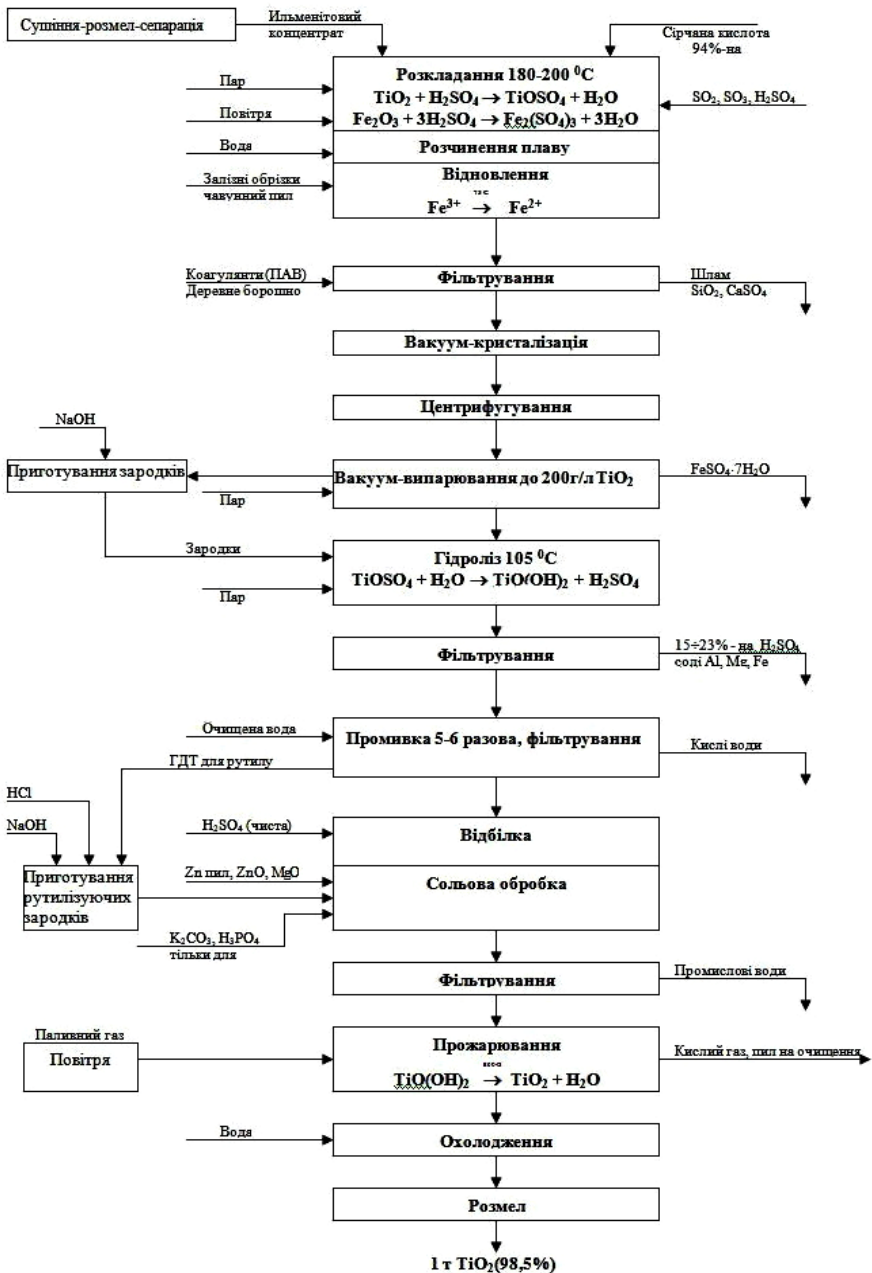 Сушіння-розмел-сепарація
Ильменітовий
концентрат
Сірчана кислота
94%-на
Розкладання 180-200 ⁰C
TiO₂ + H₂SO₄ → TiOSO₄ + H₂O
Fe₂O₃ + 3H₂SO₄ → Fe₂(SO₄)₃ + 3H₂O
Пар
Повітря
SO₂, SO₃, H₂SO₄
Вода
Розчинення плаву
Залізні обрізки
чавунний пил
Відновлення
Fe³⁺ → Fe²⁺
Коагулянти (ПАВ)
Деревне борошно
Фільтрування
Шлам
SiO₂, CaSO₄
Вакуум-кристалізація
Центрифугування
NaOH
Приготування зародків
Вакуум-випарювання до 200г/л TiO₂
FeSO₄·7H₂O
Пар
Зародки
Гідроліз 105 ⁰C
TiOSO₄ + H₂O → TiO(OH)₂ + H₂SO₄
Пар
Фільтрування
15÷23% - на H₂SO₄
солі Al, Mg, Fe
Очищена вода
Промивка 5-6 разова, фільтрування
Кислі води
ГДТ для рутилу
HCl
NaOH
H₂SO₄ (чиста)
Відбілка
Приготування
рутилізуючих
зародків
Zn пил, ZnO, MgO
Сольова обробка
K₂CO₃, H₃PO₄
тільки для
Фільтрування
Промислові води
Паливний газ
Повітря
Прожарювання
TiO(OH)₂ → TiO₂ + H₂O
Кислий газ, пил на очищення
Вода
Охолодження
Розмел
1 т TiO₂(98,5%)